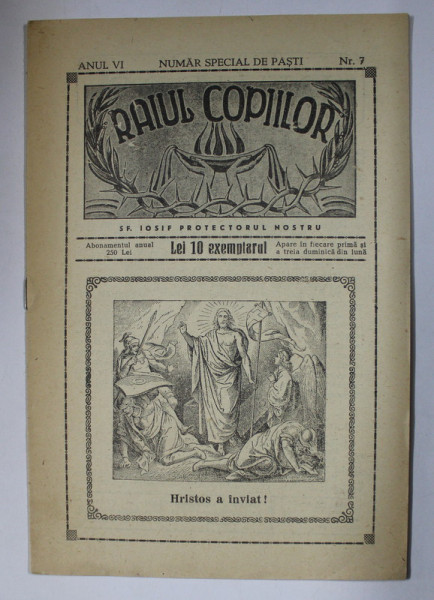 ANUL VI NUMĂR SPECIAL DE PAȘTI Nr. 7
RAIUL COPIILOR
SF. IOSIF PROTECTORUL NOSTRU
Abonamentul anual
250 Lei
Lei 10 exemplarul
Apare în fiecare primă și
a treia duminică din lună
Hristos a înviat!